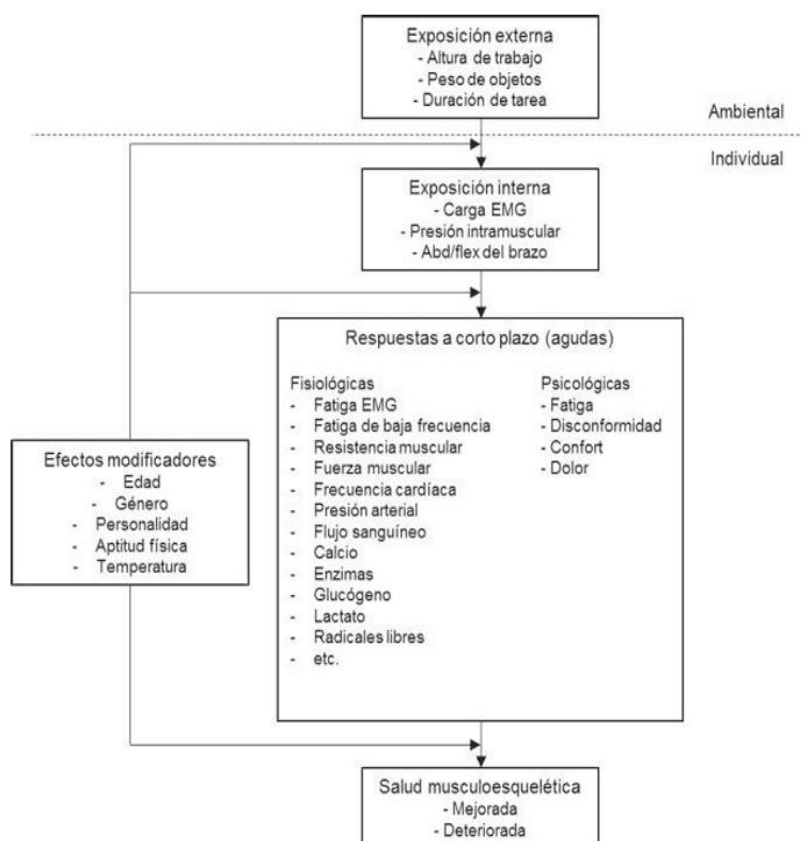 Exposición externa
- Altura de trabajo
- Peso de objetos
- Duración de tarea
Ambiental
Individual
Exposición interna
- Carga EMG
- Presión intramuscular
- Abd/flex del brazo
Respuestas a corto plazo (agudas)
Fisiológicas
- Fatiga EMG
- Fatiga de baja frecuencia
- Resistencia muscular
- Fuerza muscular
- Frecuencia cardíaca
- Presión arterial
- Flujo sanguíneo
- Calcio
- Enzimas
- Glucógeno
- Lactato
- Radicales libres
- etc.
Psicológicas
- Fatiga
- Disconformidad
- Confort
- Dolor
Efectos modificadores
- Edad
- Género
- Personalidad
- Aptitud física
- Temperatura
Salud musculoesquelética
- Mejorada
- Deteriorada